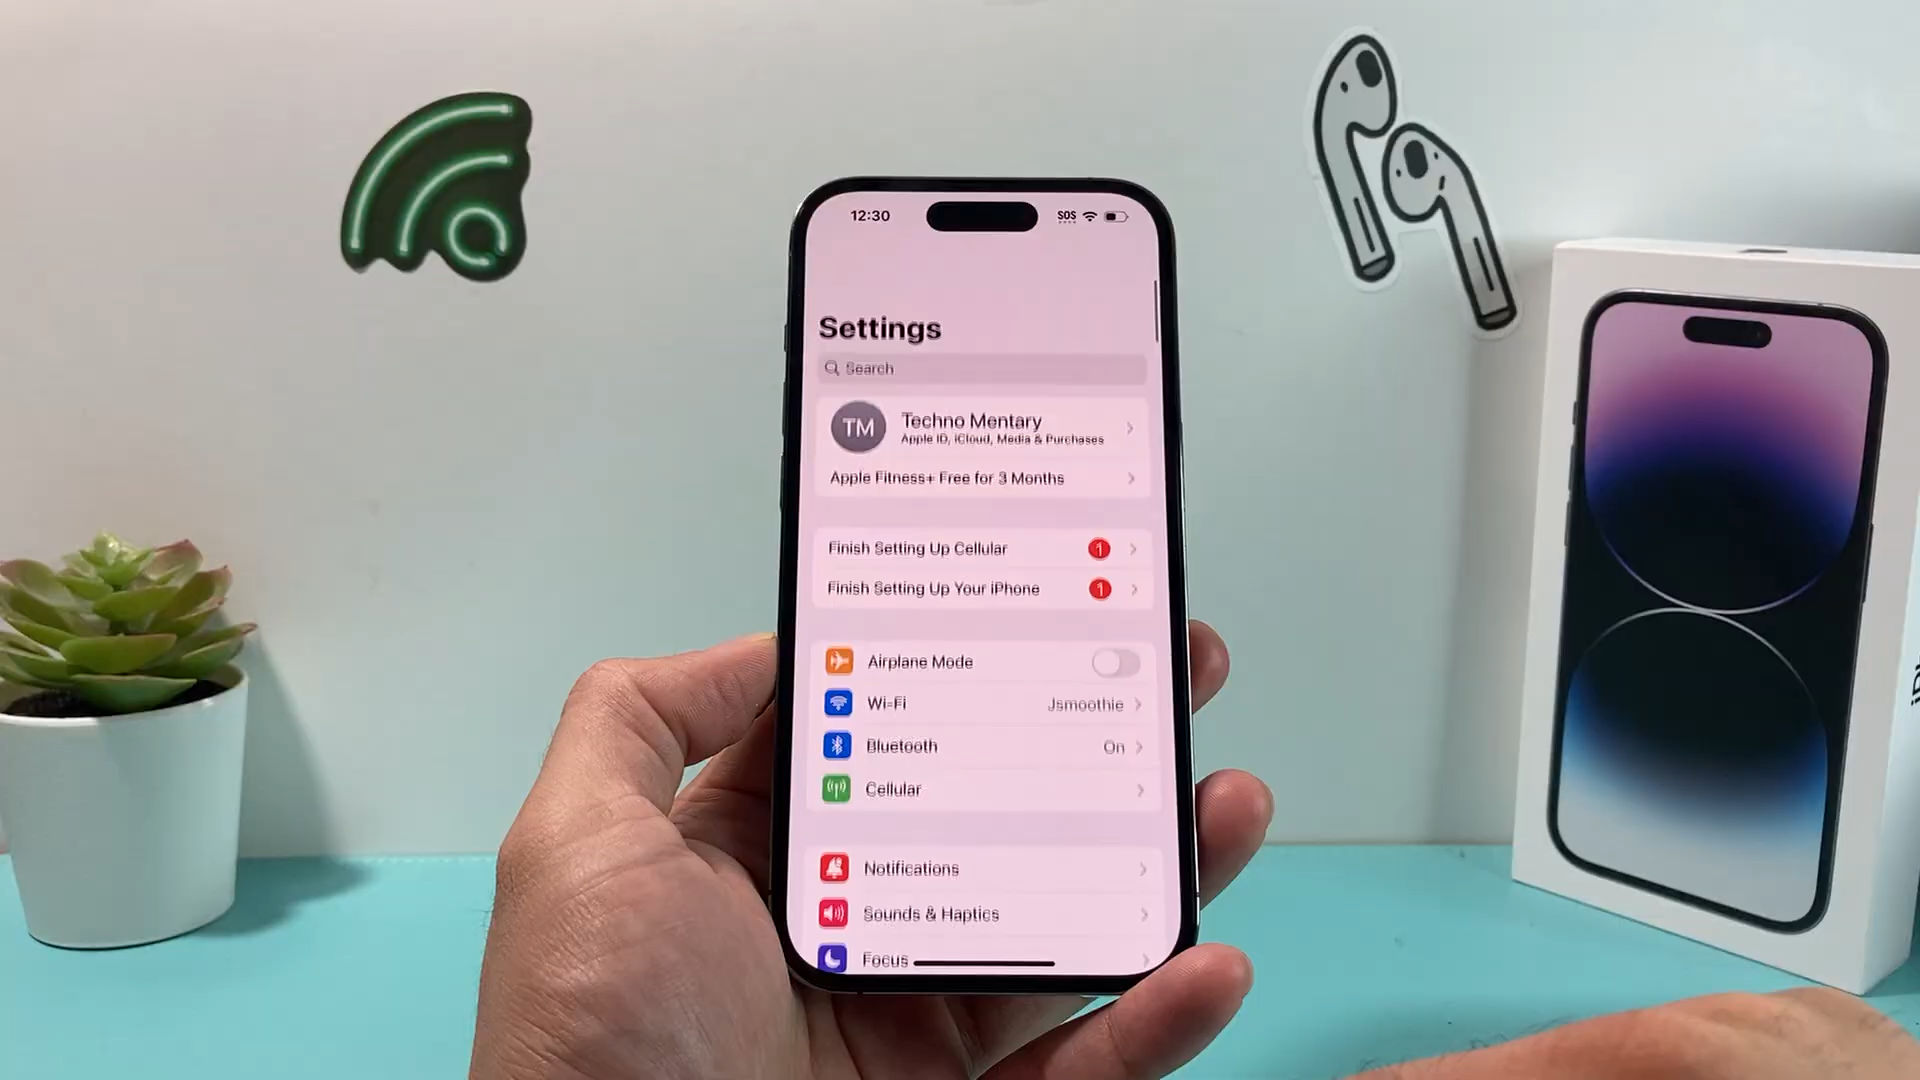 12:30
SOS
Settings
Search
TM
Techno Mentary
Apple ID, iCloud, Media & Purchases
Apple Fitness+ Free for 3 Months
Finish Setting Up Cellular 1
Finish Setting Up Your iPhone 1
Airplane Mode
Wi-Fi Jsmoothie
Bluetooth On
Cellular
Notifications
Sounds & Haptics
Focus